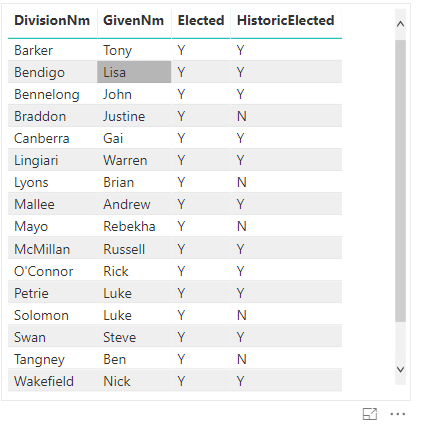 DivisionNm GivenNm Elected HistoricElected
Barker Tony Y Y
Bendigo Lisa Y Y
Bennelong John Y Y
Braddon Justine Y N
Canberra Gai Y Y
Lingiari Warren Y Y
Lyons Brian Y N
Mallee Andrew Y Y
Mayo Rebekha Y N
McMillan Russell Y Y
O'Connor Rick Y Y
Petrie Luke Y Y
Solomon Luke Y N
Swan Steve Y Y
Tangney Ben Y N
Wakefield Nick Y Y